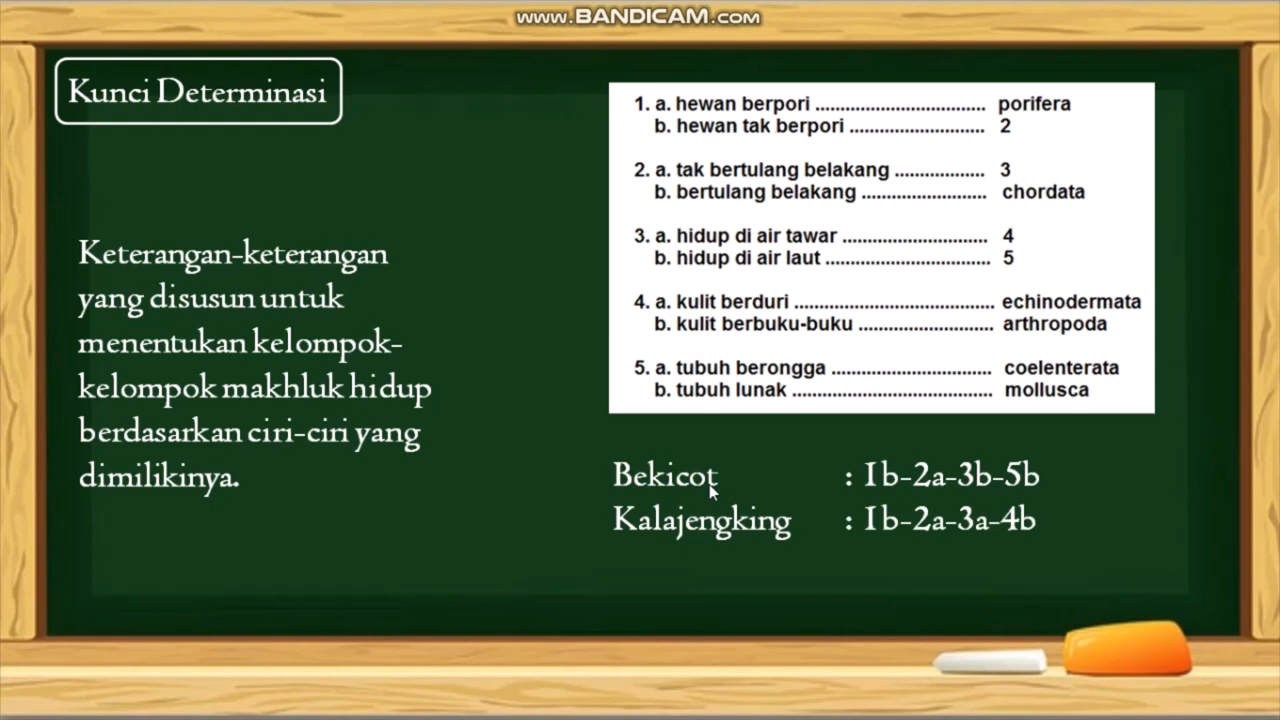 www.BANDICAM.com
Kunci Determinasi
Keterangan-keterangan
yang disusun untuk
menentukan kelompok-
kelompok makhluk hidup
berdasarkan ciri-ciri yang
dimilikinya.
1. a. hewan berpori ................................. porifera
b. hewan tak berpori .......................... 2
2. a. tak bertulang belakang .................. 3
b. bertulang belakang ........................ chordata
3. a. hidup di air tawar ............................ 4
b. hidup di air laut ................................ 5
4. a. kulit berduri ....................................... echinodermata
b. kulit berbuku-buku .......................... arthropoda
5. a. tubuh berongga ............................... coelenterata
b. tubuh lunak ....................................... mollusca
Bekicot : 1b-2a-3b-5b
Kalajengking : 1b-2a-3a-4b